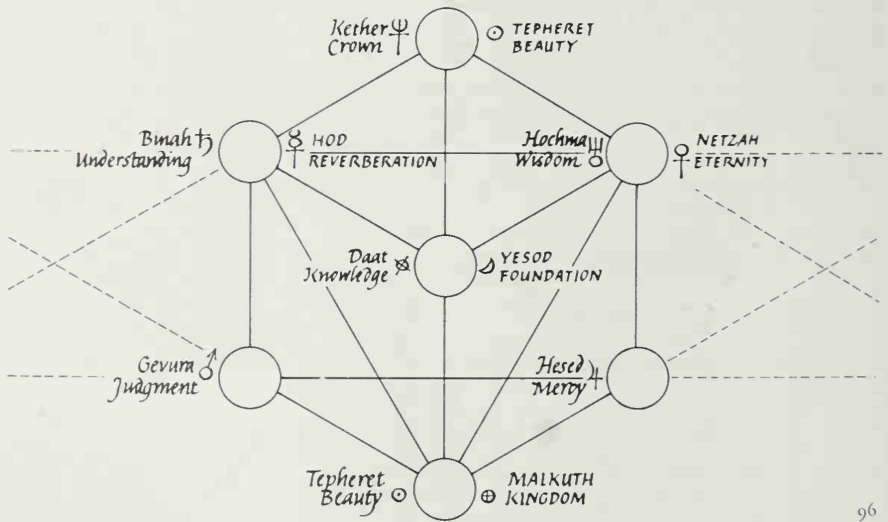 Kether
Crown
TEPHERET
BEAUTY
Binah
Understanding
HOD
REVERBERATION
Hochma
Wisdom
NETZAH
ETERNITY
Daat
Knowledge
YESOD
FOUNDATION
Gevura
Judgment
Hesed
Mercy
Tepheret
Beauty
MALKUTH
KINGDOM
96